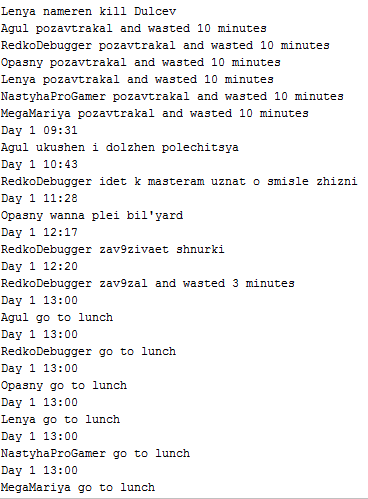 Lenya nameren kill Dulcev
Agul pozavtrakal and wasted 10 minutes
RedkoDebugger pozavtrakal and wasted 10 minutes
Opasny pozavtrakal and wasted 10 minutes
Lenya pozavtrakal and wasted 10 minutes
NastyhaProGamer pozavtrakal and wasted 10 minutes
MegaMariya pozavtrakal and wasted 10 minutes
Day 1 09:31
Agul ukushen i dolzhen polechitsya
Day 1 10:43
RedkoDebugger idet k masteram uznat o smisle zhizni
Day 1 11:28
Opasny wanna plei bil'yard
Day 1 12:17
RedkoDebugger zav9zivaet shnurki
Day 1 12:20
RedkoDebugger zav9zal and wasted 3 minutes
Day 1 13:00
Agul go to lunch
Day 1 13:00
RedkoDebugger go to lunch
Day 1 13:00
Opasny go to lunch
Day 1 13:00
Lenya go to lunch
Day 1 13:00
NastyhaProGamer go to lunch
Day 1 13:00
MegaMariya go to lunch